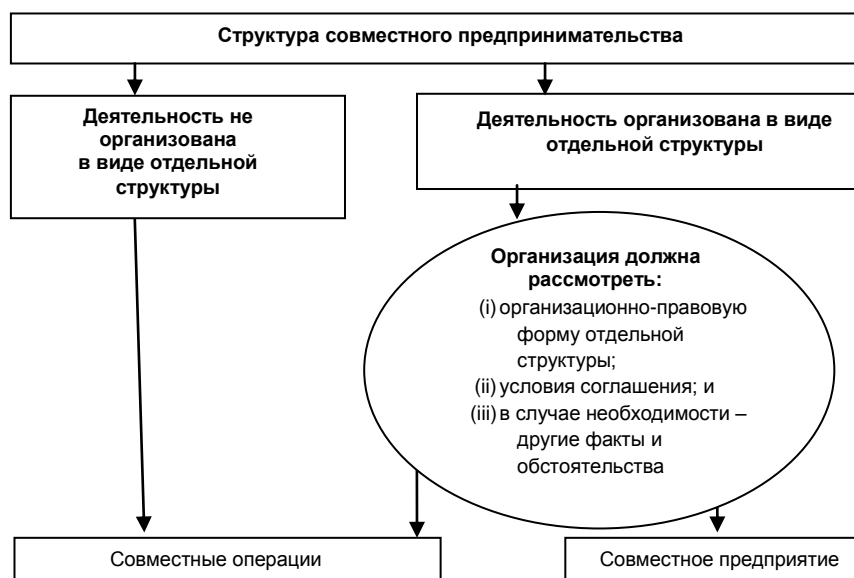 Структура совместного предпринимательства
Деятельность не
организована
в виде отдельной
структуры
Деятельность организована в виде
отдельной структуры
Организация должна
рассмотреть:
(i) организационно-правовую
форму отдельной
структуры;
(ii) условия соглашения; и
(iii) в случае необходимости –
другие факты и
обстоятельства
Совместные операции
Совместное предприятие